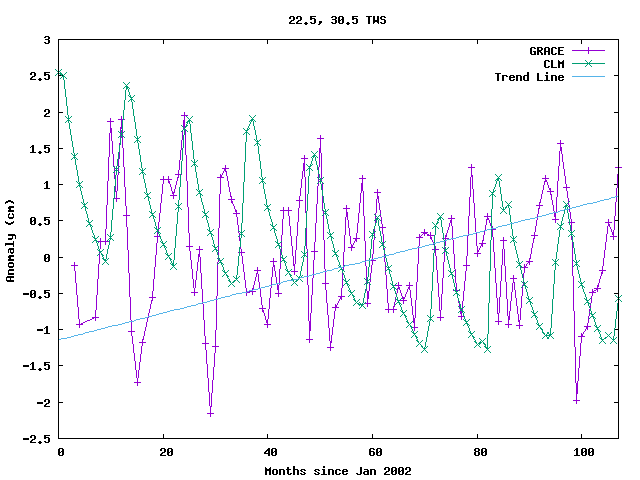 22.5, 30.5 TWS
GRACE
CLM
Trend Line
3
2.5
2
1.5
1
0.5
0
-0.5
-1
-1.5
-2
-2.5
Anomaly (cm)
0 20 40 60 80 100
Months since Jan 2002